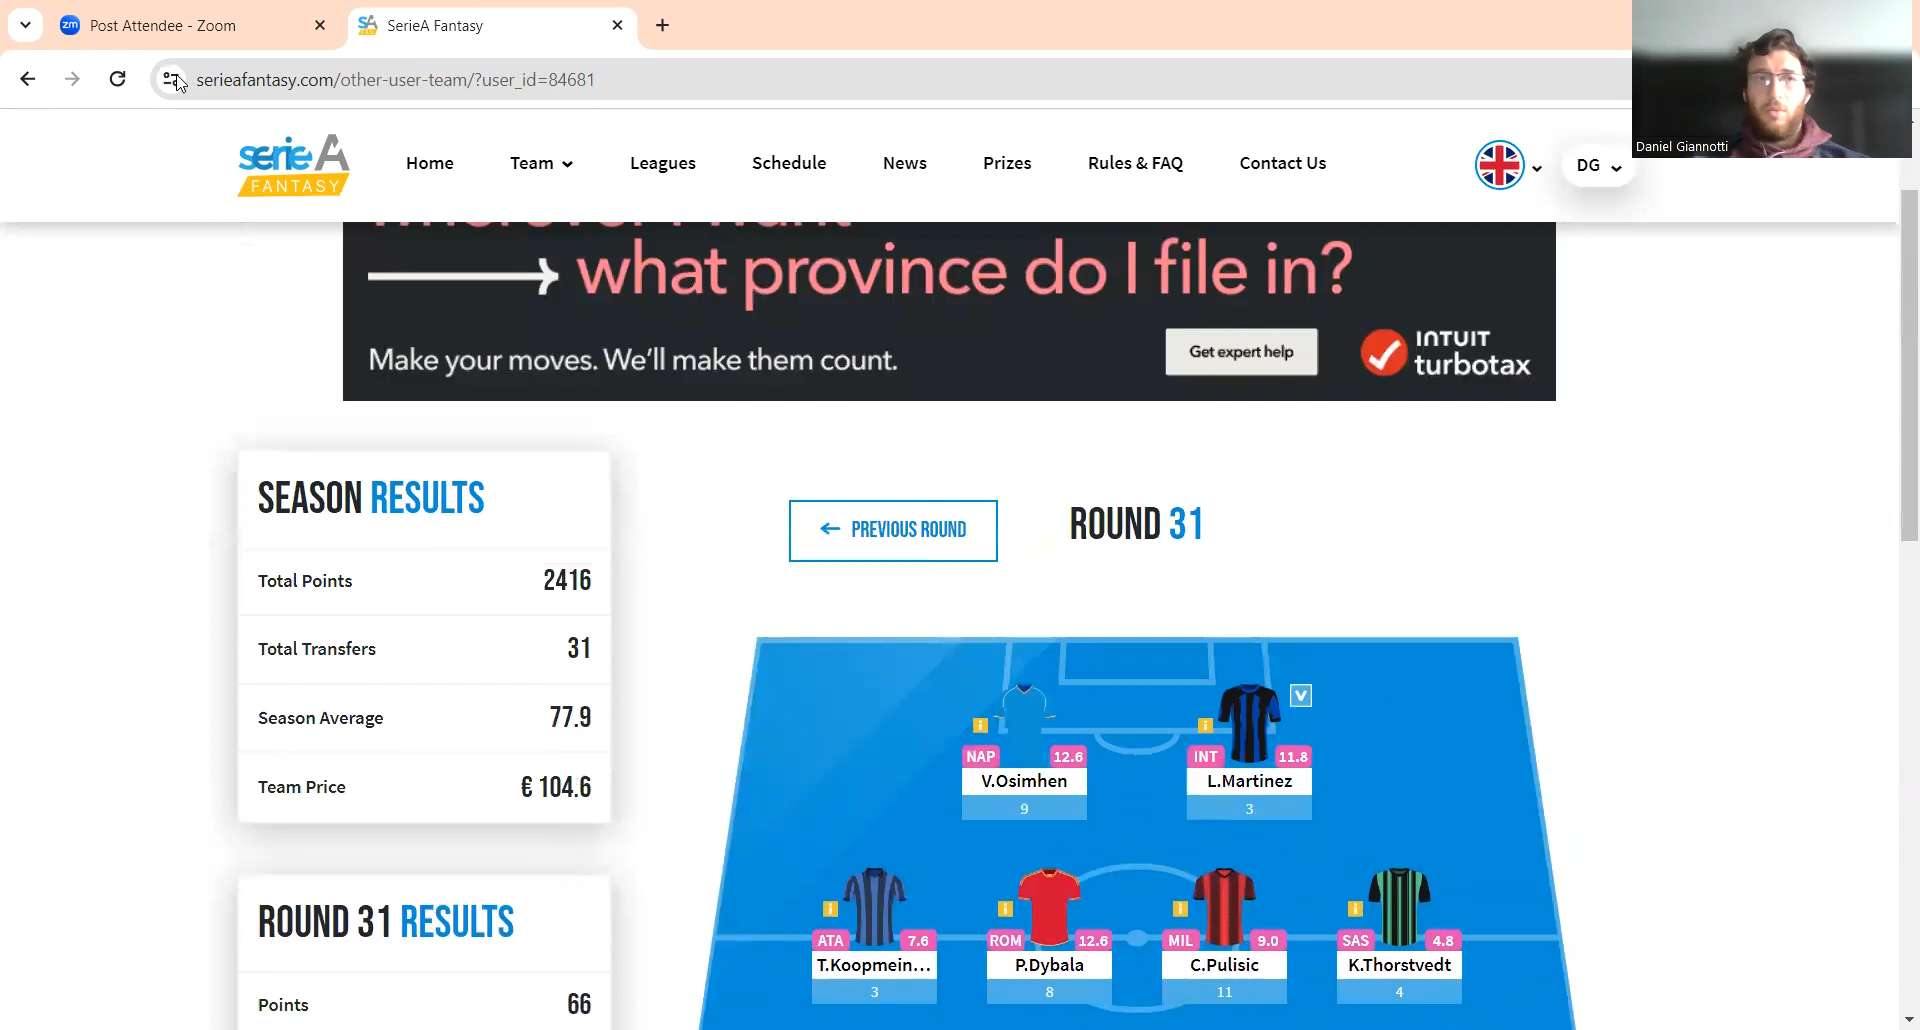 Post Attendee - Zoom
SerieA Fantasy
serieafantasy.com/other-user-team/?user_id=84681
Daniel Giannotti
serie A
FANTASY
Home
Team
Leagues
Schedule
News
Prizes
Rules & FAQ
Contact Us
DG
what province do I file in?
Make your moves. We'll make them count.
Get expert help
INTUIT
turbotax
SEASON RESULTS
Total Points 2416
Total Transfers 31
Season Average 77.9
Team Price € 104.6
ROUND 31 RESULTS
Points 66
PREVIOUS ROUND
ROUND 31
NAP 12.6
V.Osimhen
9
V
INT 11.8
L.Martinez
3
ATA 7.6
T.Koopmein...
3
ROM 12.6
P.Dybala
8
MIL 9.0
C.Pulisic
11
SAS 4.8
K.Thorstvedt
4